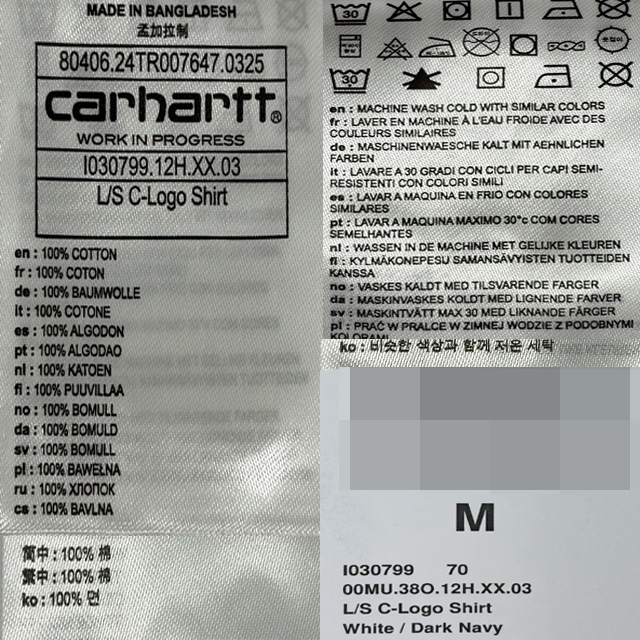 MADE IN BANGLADESH
孟加拉制
80406.24TR007647.0325
carhartt®
WORK IN PROGRESS
I030799.12H.XX.03
L/S C-Logo Shirt
en : 100% COTTON
fr : 100% COTON
de : 100% BAUMWOLLE
it : 100% COTONE
es : 100% ALGODON
pt : 100% ALGODAO
nl : 100% KATOEN
fi : 100% PUUVILLAA
no : 100% BOMULL
da : 100% BOMULD
sv : 100% BOMULL
pl : 100% BAWEŁNA
ru : 100% ХЛОПОК
cs : 100% BAVLNA
简中 : 100% 棉
繁中 : 100% 棉
ko : 100% 면
30
30
en : MACHINE WASH COLD WITH SIMILAR COLORS
fr : LAVER EN MACHINE À L'EAU FROIDE AVEC DES
COULEURS SIMILAIRES
de : MASCHINENWAESCHE KALT MIT AEHNLICHEN
FARBEN
it : LAVARE A 30 GRADI CON CICLI PER CAPI SEMI-
RESISTENTI CON COLORI SIMILI
es : LAVAR A MAQUINA EN FRIO CON COLORES
SIMILARES
pt : LAVAR A MAQUINA MAXIMO 30°c COM CORES
SEMELHANTES
nl : WASSEN IN DE MACHINE MET GELIJKE KLEUREN
fi : KYLMÄKONEPESU SAMANSÄVYISTEN TUOTTEIDEN
KANSSA
no : VASKES KALDT MED TILSVARENDE FARGER
da : MASKINVASKES KOLDT MED LIGNENDE FARVER
sv : MASKINTVÄTT MAX 30 MED LIKNANDE FÄRGER
pl : PRAĆ W PRALCE W ZIMNEJ WODZIE Z PODOBNYMI
KOLORAMI
ko : 비슷한 색상과 함께 저온 세탁
M
I030799 70
00MU.38O.12H.XX.03
L/S C-Logo Shirt
White / Dark Navy